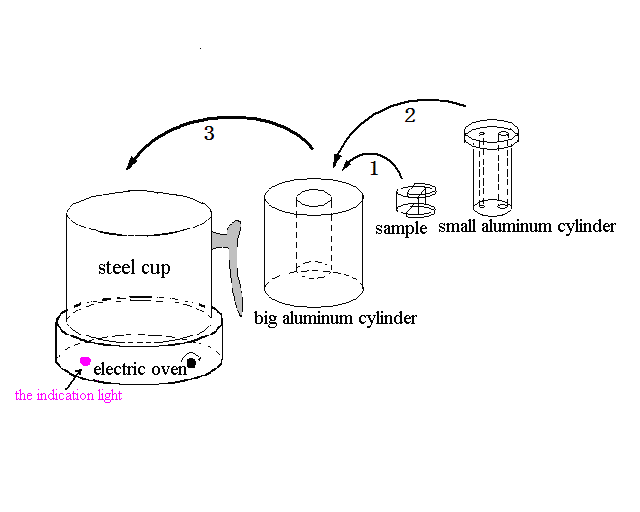 3
2
1
sample
small aluminum cylinder
steel cup
big aluminum cylinder
electric oven
the indication light